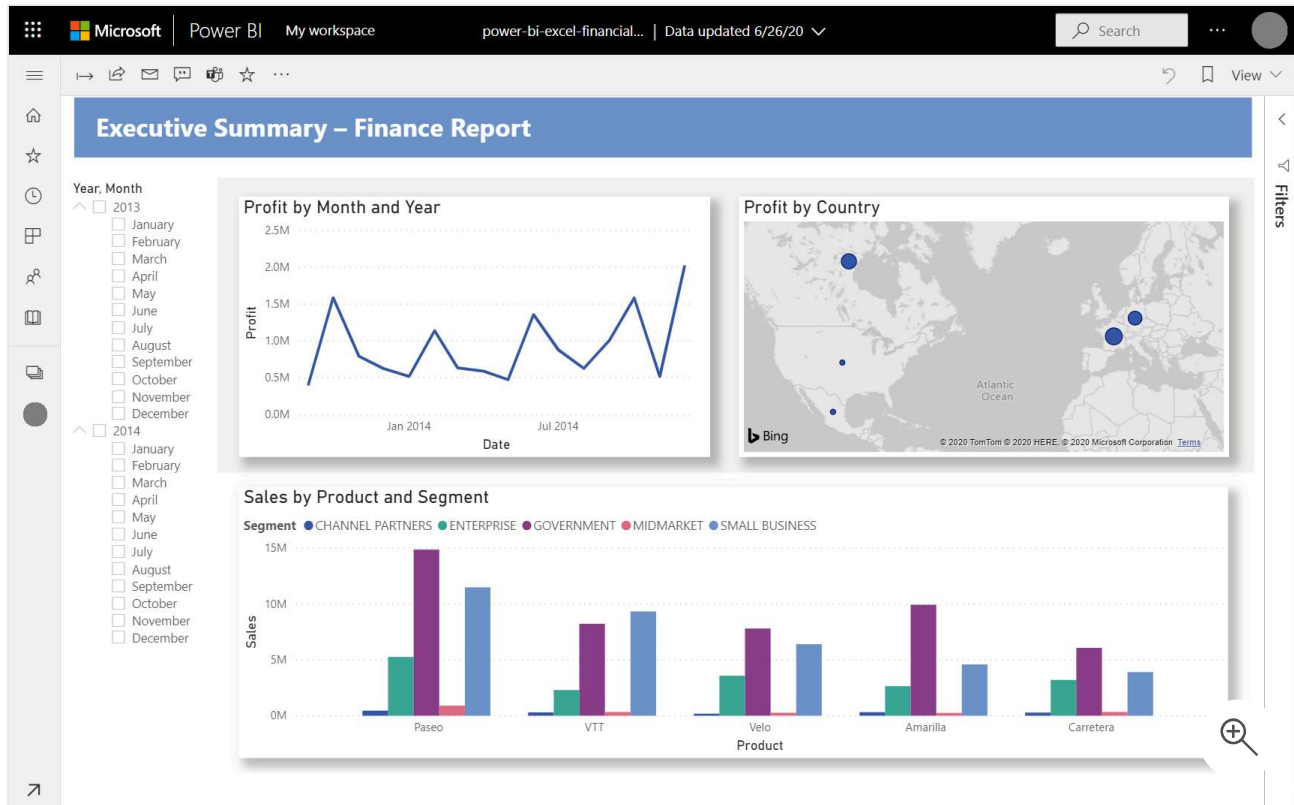 Microsoft Power BI My workspace power-bi-excel-financial... | Data updated 6/26/20 Search
View
Executive Summary – Finance Report
Filters
Year, Month
2013
January
February
March
April
May
June
July
August
September
October
November
December
2014
January
February
March
April
May
June
July
August
September
October
November
December
Profit by Month and Year
2.5M
2.0M
1.5M
1.0M
0.5M
0.0M
Profit
Jan 2014 Jul 2014
Date
Profit by Country
Atlantic
Ocean
Bing
© 2020 TomTom © 2020 HERE, © 2020 Microsoft Corporation Terms
Sales by Product and Segment
Segment CHANNEL PARTNERS ENTERPRISE GOVERNMENT MIDMARKET SMALL BUSINESS
15M
10M
5M
0M
Sales
Paseo VTT Velo Amarilla Carretera
Product